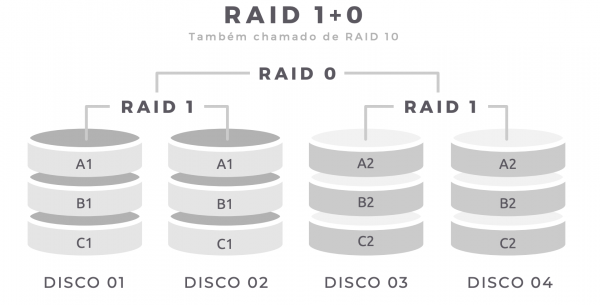 RAID 1+0
Também chamado de RAID 10
RAID 0
RAID 1 RAID 1
A1 A1 A2 A2
B1 B1 B2 B2
C1 C1 C2 C2
DISCO 01 DISCO 02 DISCO 03 DISCO 04